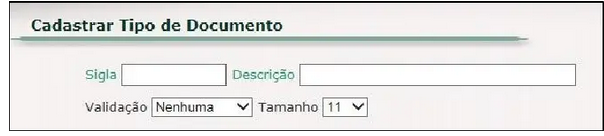 Cadastrar Tipo de Documento
Sigla Descrição
Validação Nenhuma Tamanho 11